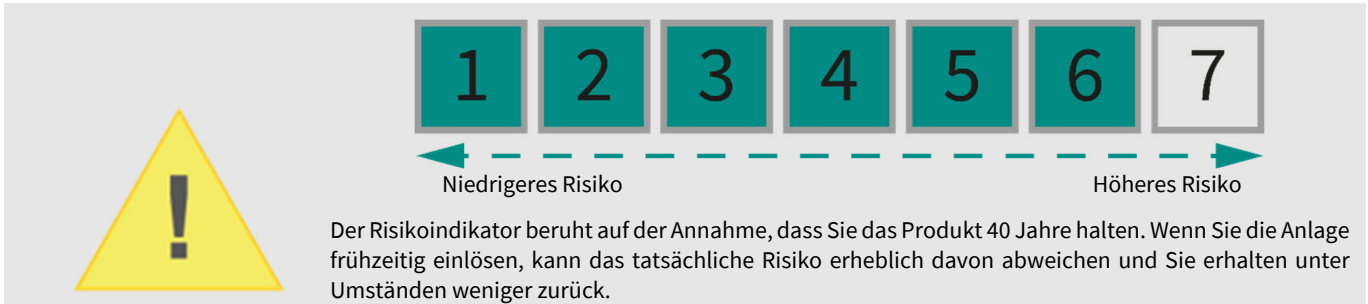 1 2 3 4 5 6 7
Niedrigeres Risiko Höheres Risiko
!
Der Risikoindikator beruht auf der Annahme, dass Sie das Produkt 40 Jahre halten. Wenn Sie die Anlage
frühzeitig einlösen, kann das tatsächliche Risiko erheblich davon abweichen und Sie erhalten unter
Umständen weniger zurück.